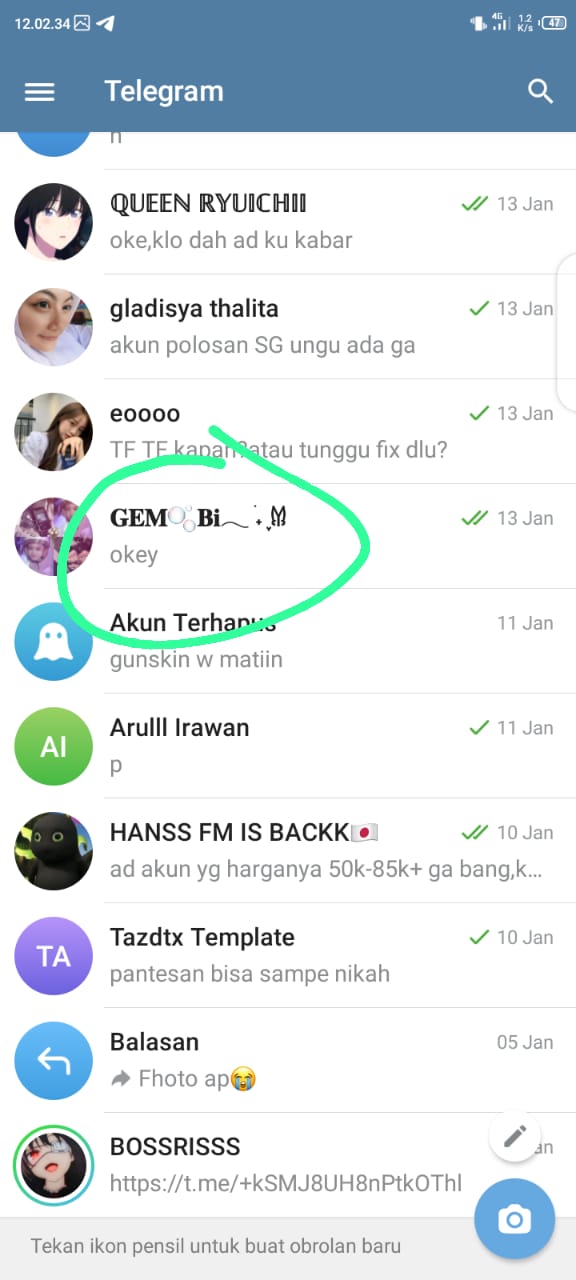 12.02.34
4G
1.2
K/s
47
Telegram
n
ℚ𝕌𝔼𝔼ℕ ℝ𝕐𝕌𝕀ℂℍ𝕀𝕀
13 Jan
oke,klo dah ad ku kabar
gladisya thalita
13 Jan
akun polosan SG ungu ada ga
eoooo
13 Jan
TF TF kapan?atau tunggu fix dlu?
𝐆𝐄𝐌🫧𝐁𝐢
13 Jan
okey
Akun Terhapus
11 Jan
gunskin w matiin
AI
Arulll Irawan
11 Jan
p
HANSS FM IS BACKK🇯🇵
10 Jan
ad akun yg harganya 50k-85k+ ga bang,k...
TA
Tazdtx Template
10 Jan
pantesan bisa sampe nikah
Balasan
05 Jan
Fhoto ap😭
BOSSRISSS
https://t.me/+kSMJ8UH8nPtkOThl
Tekan ikon pensil untuk buat obrolan baru